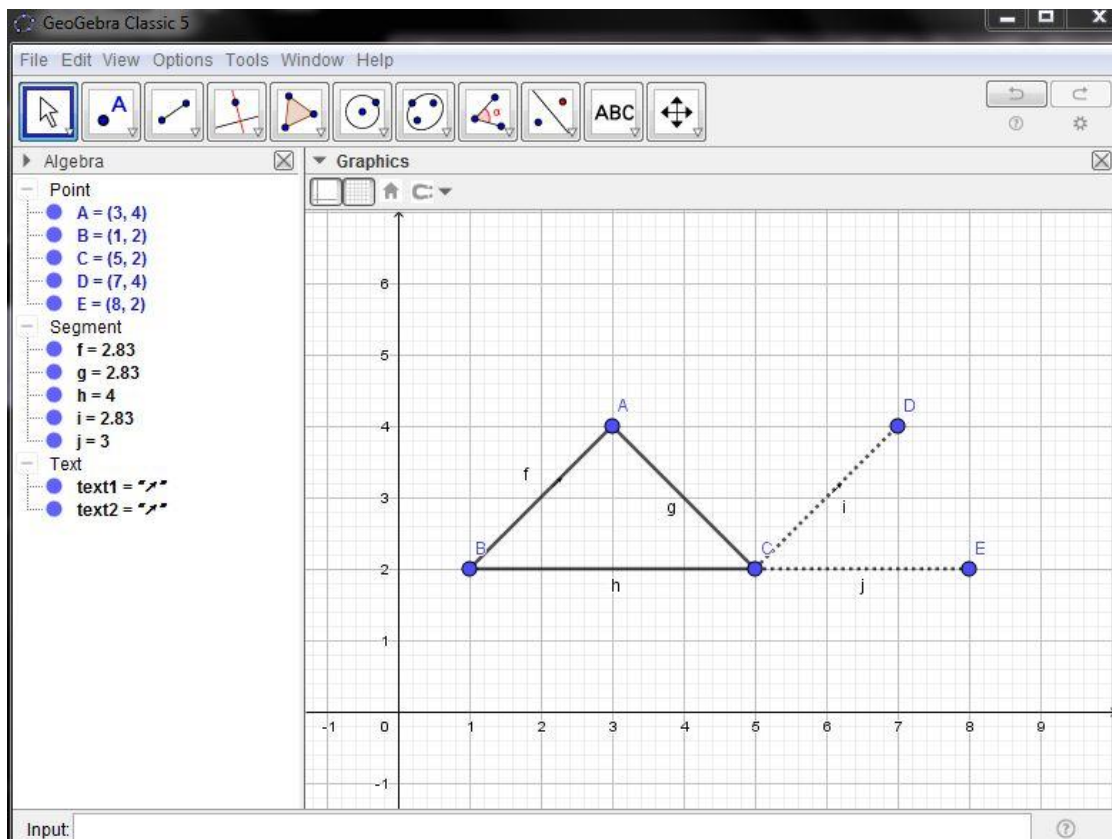 GeoGebra Classic 5
File Edit View Options Tools Window Help
A
α
ABC
Algebra
Graphics
Point
A = (3, 4)
B = (1, 2)
C = (5, 2)
D = (7, 4)
E = (8, 2)
Segment
f = 2.83
g = 2.83
h = 4
i = 2.83
j = 3
Text
text1 = "↗"
text2 = "↗"
6
5
4
3
2
1
-1
-1 0 1 2 3 4 5 6 7 8 9
A
D
f
g
i
B
C
E
h
j
Input: